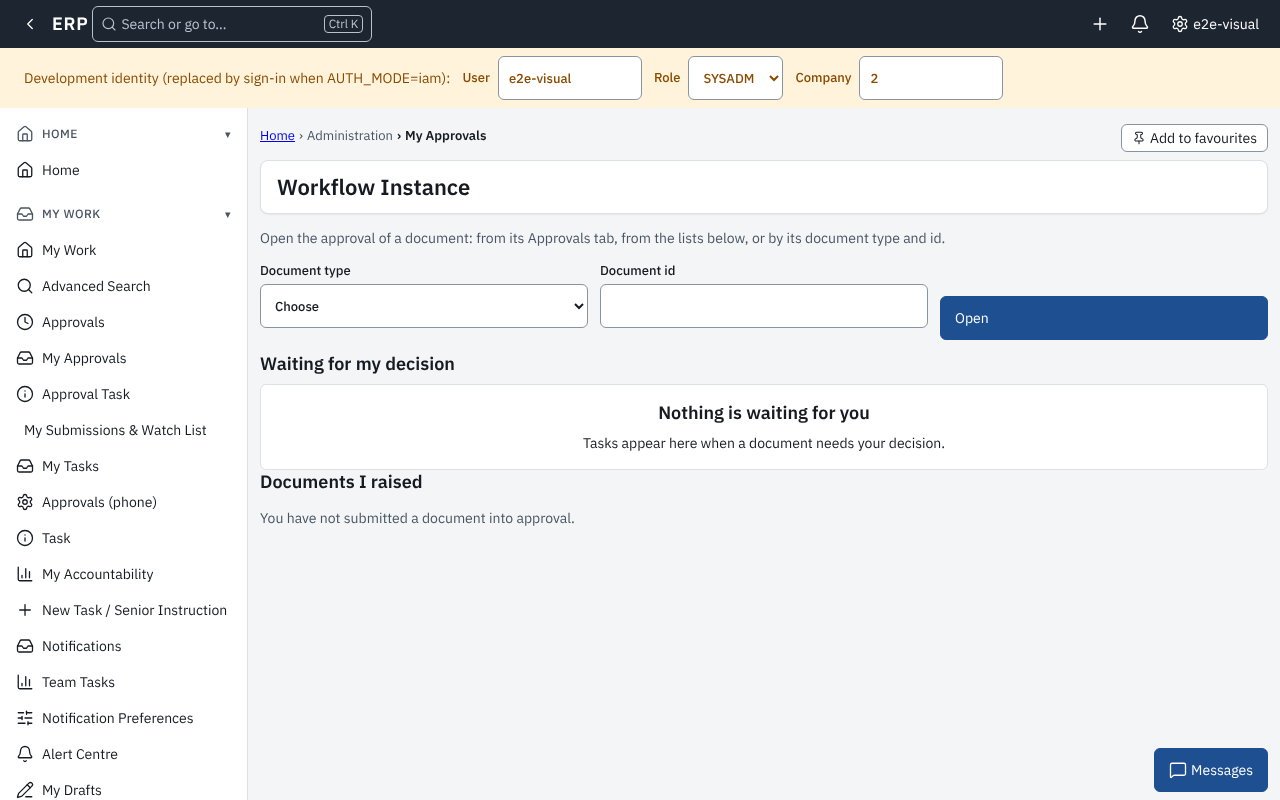 ERP
Search or go to...
Ctrl K
e2e-visual
Development identity (replaced by sign-in when AUTH_MODE=iam):
User
e2e-visual
Role
SYSADM
Company
2
HOME
Home
MY WORK
My Work
Advanced Search
Approvals
My Approvals
Approval Task
My Submissions & Watch List
My Tasks
Approvals (phone)
Task
My Accountability
New Task / Senior Instruction
Notifications
Team Tasks
Notification Preferences
Alert Centre
My Drafts
Home › Administration › My Approvals
Add to favourites
Workflow Instance
Open the approval of a document: from its Approvals tab, from the lists below, or by its document type and id.
Document type
Choose
Document id
Open
Waiting for my decision
Nothing is waiting for you
Tasks appear here when a document needs your decision.
Documents I raised
You have not submitted a document into approval.
Messages